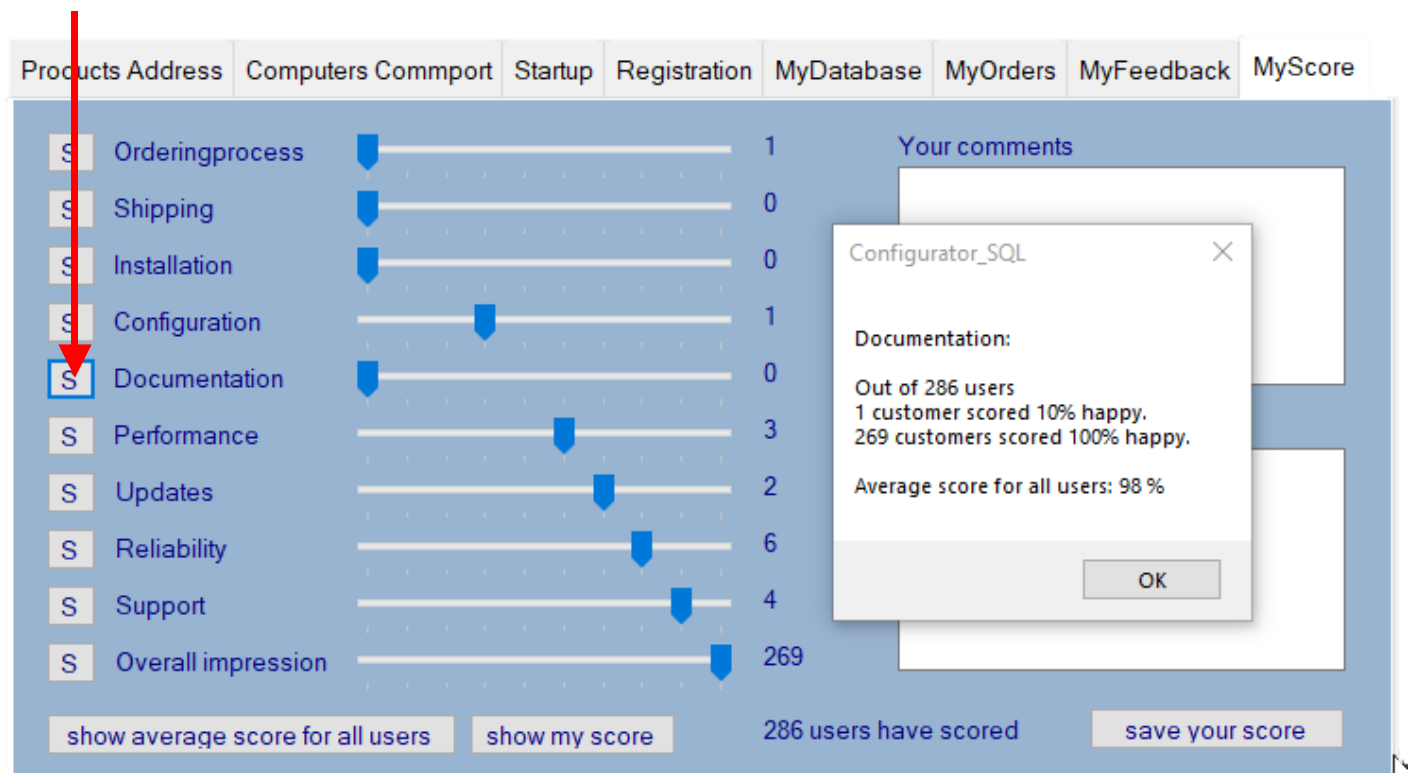 Products Address Computers Commport Startup Registration MyDatabase MyOrders MyFeedback MyScore
S Orderingprocess 1 Your comments
S Shipping 0
S Installation 0
S Configuration 1
S Documentation 0
S Performance 3
S Updates 2
S Reliability 6
S Support 4
S Overall impression 269
Configurator_SQL
Documentation:
Out of 286 users
1 customer scored 10% happy.
269 customers scored 100% happy.
Average score for all users: 98 %
OK
show average score for all users show my score 286 users have scored save your score